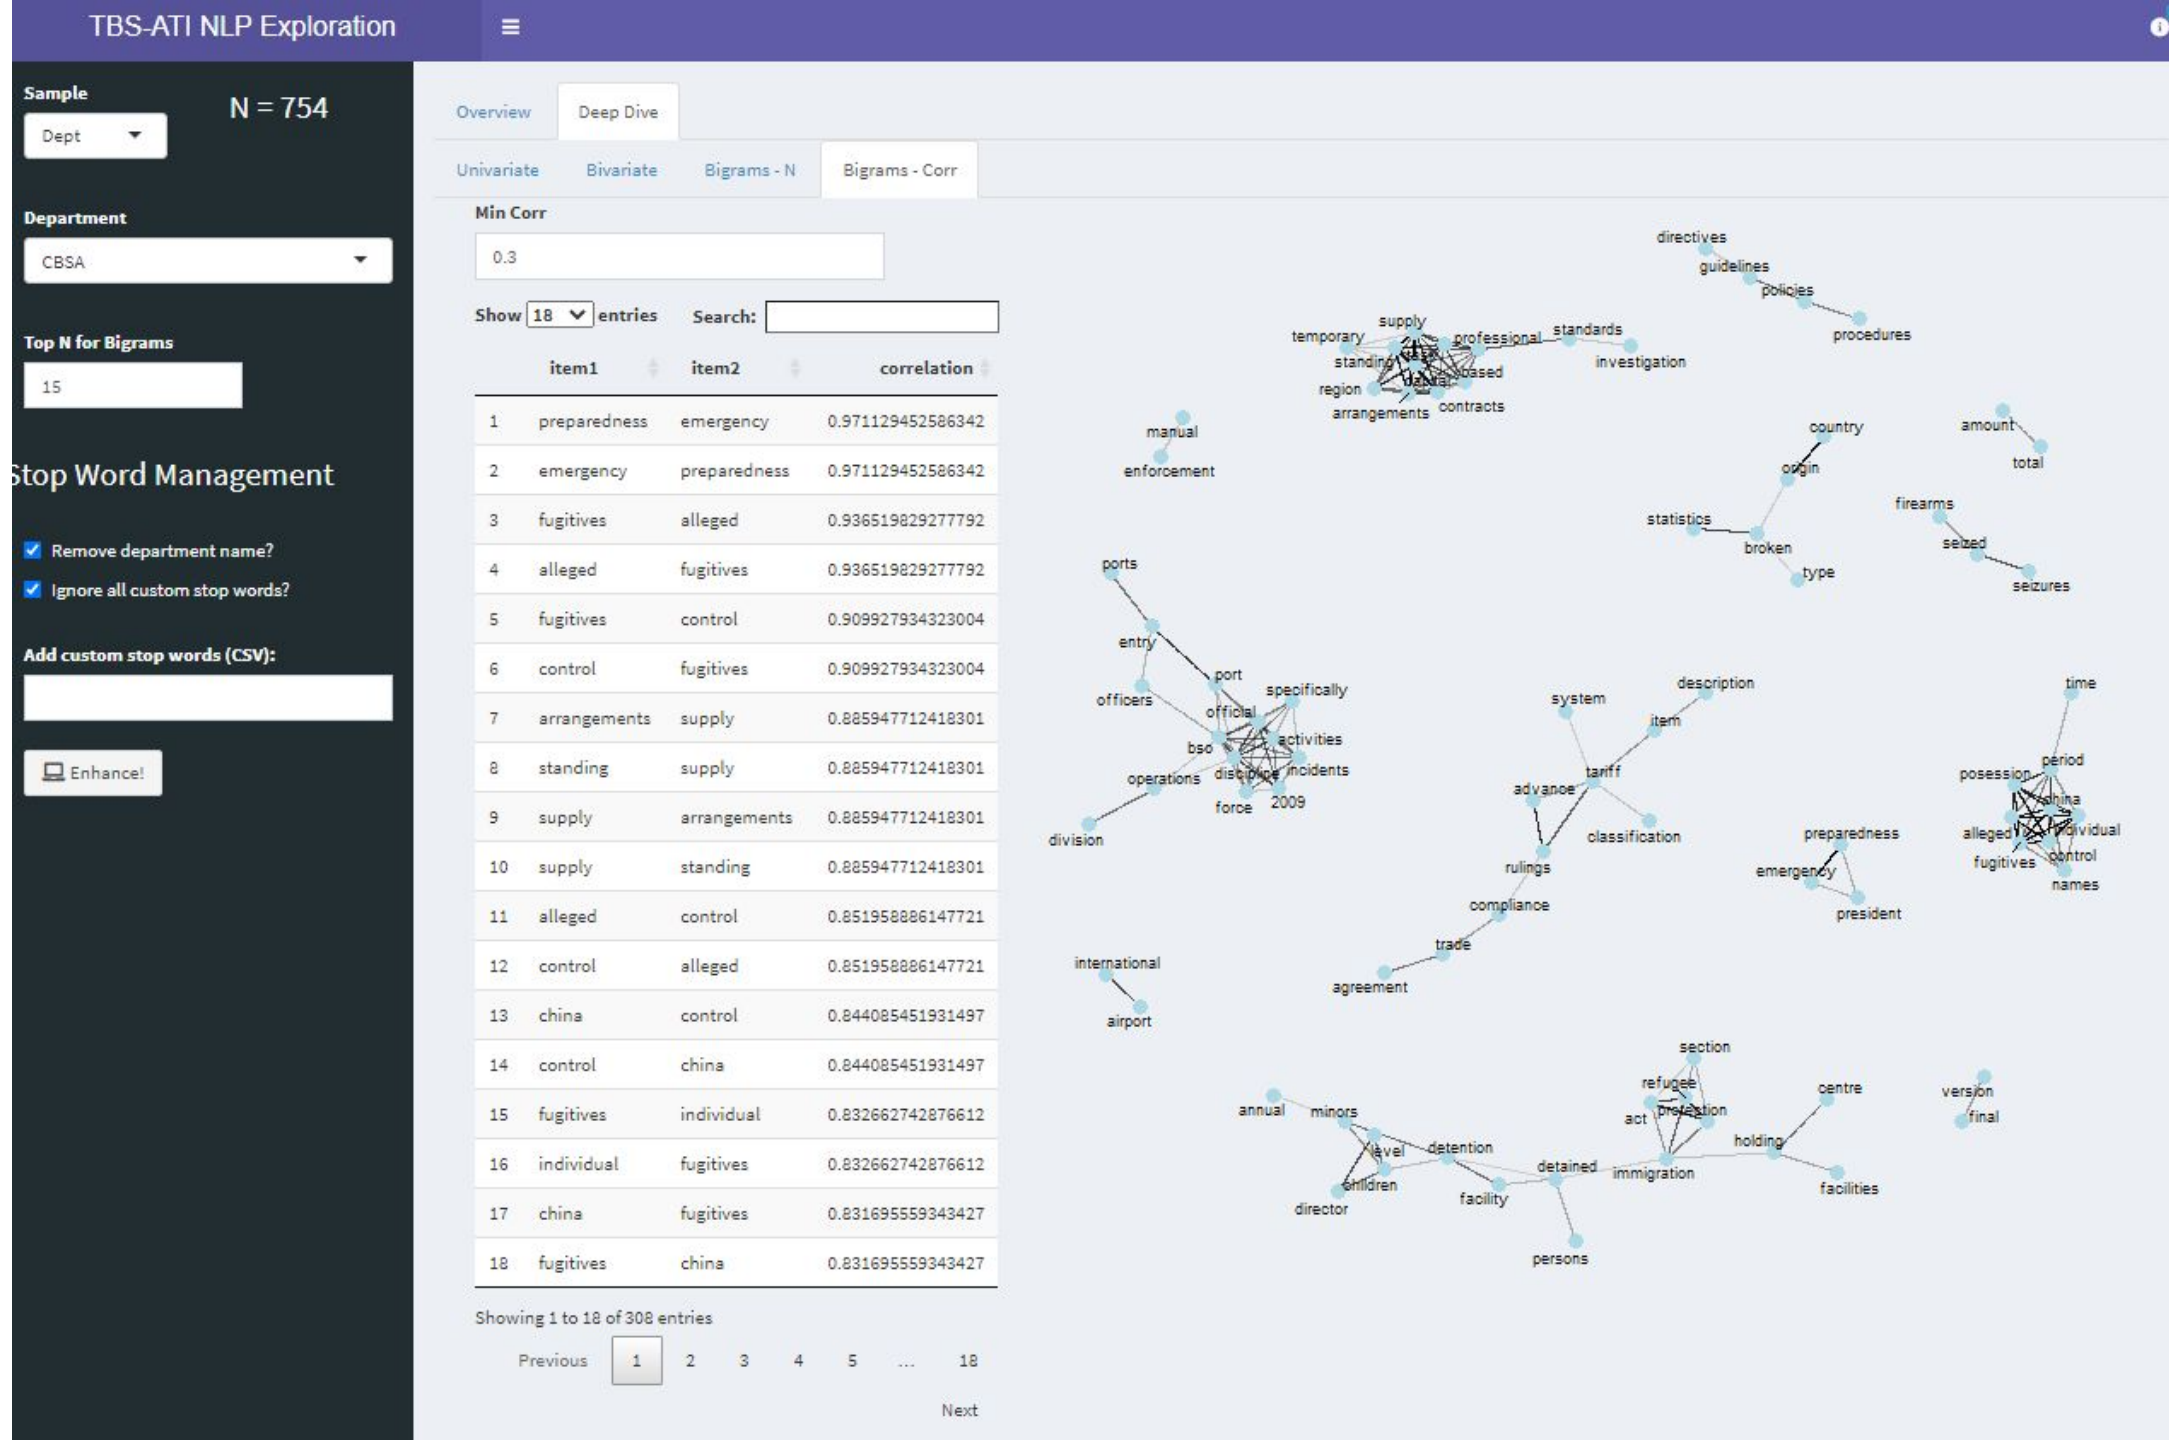 TBS-ATI NLP Exploration
Sample
N = 754
Dept
Department
CBSA
Top N for Bigrams
15
Stop Word Management
Remove department name?
Ignore all custom stop words?
Add custom stop words (CSV):
Enhance!
Overview Deep Dive
Univariate Bivariate Bigrams - N Bigrams - Corr
Min Corr
0.3
Show 18 entries Search:
item1 item2 correlation
1 preparedness emergency 0.971129452586342
2 emergency preparedness 0.971129452586342
3 fugitives alleged 0.936519829277792
4 alleged fugitives 0.936519829277792
5 fugitives control 0.909927934323004
6 control fugitives 0.909927934323004
7 arrangements supply 0.885947712418301
8 standing supply 0.885947712418301
9 supply arrangements 0.885947712418301
10 supply standing 0.885947712418301
11 alleged control 0.851958886147721
12 control alleged 0.851958886147721
13 china control 0.844085451931497
14 control china 0.844085451931497
15 fugitives individual 0.832662742876612
16 individual fugitives 0.832662742876612
17 china fugitives 0.831695559343427
18 fugitives china 0.831695559343427
Showing 1 to 18 of 308 entries
Previous 1 2 3 4 5 ... 18
Next
directives
guidelines
policies
procedures
supply
temporary
professional
standards
standing
investigation
based
region
arrangements
contracts
manual
enforcement
country
origin
statistics
broken
type
amount
total
firearms
seized
seizures
ports
entry
port
officers
specifically
official
bso
activities
operations
discipline
incidents
force
2009
division
system
description
item
tariff
advance
classification
rulings
compliance
trade
agreement
time
period
posession
china
alleged
individual
fugitives
control
names
preparedness
emergency
president
international
airport
section
refugee
protection
act
centre
holding
immigration
facilities
version
final
annual
minors
level
detention
detained
children
director
facility
persons